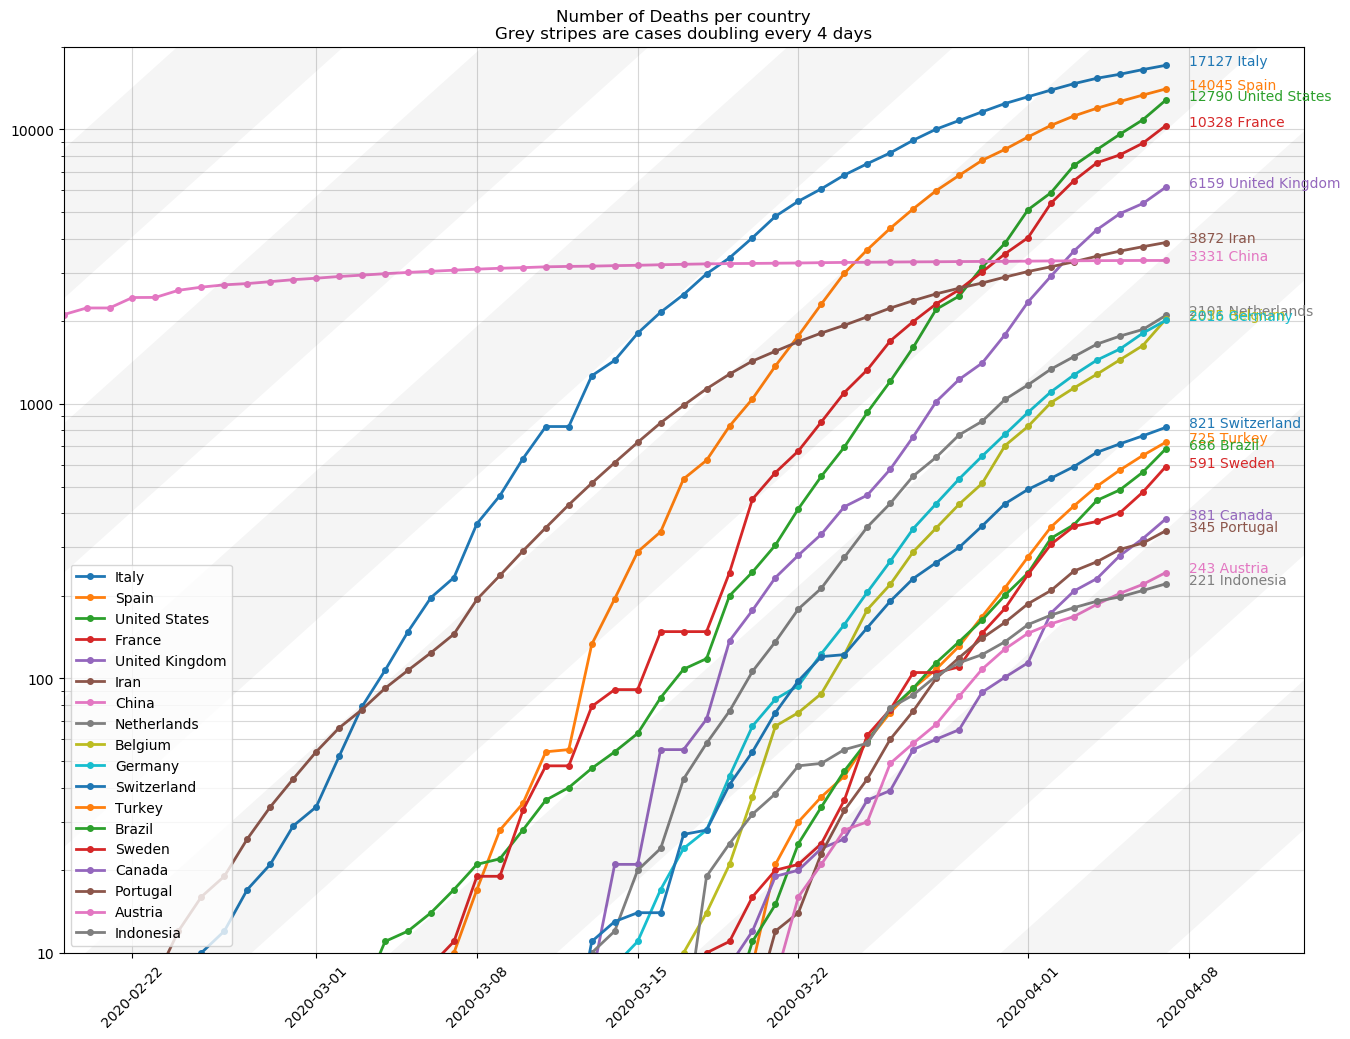 Number of Deaths per country
Grey stripes are cases doubling every 4 days
17127 Italy
14045 Spain
12790 United States
10328 France
6159 United Kingdom
3872 Iran
3331 China
2101 Netherlands
2016 Germany
821 Switzerland
725 Turkey
686 Brazil
591 Sweden
381 Canada
345 Portugal
243 Austria
221 Indonesia
10000
1000
100
10
Italy
Spain
United States
France
United Kingdom
Iran
China
Netherlands
Belgium
Germany
Switzerland
Turkey
Brazil
Sweden
Canada
Portugal
Austria
Indonesia
2020-02-22
2020-03-01
2020-03-08
2020-03-15
2020-03-22
2020-04-01
2020-04-08